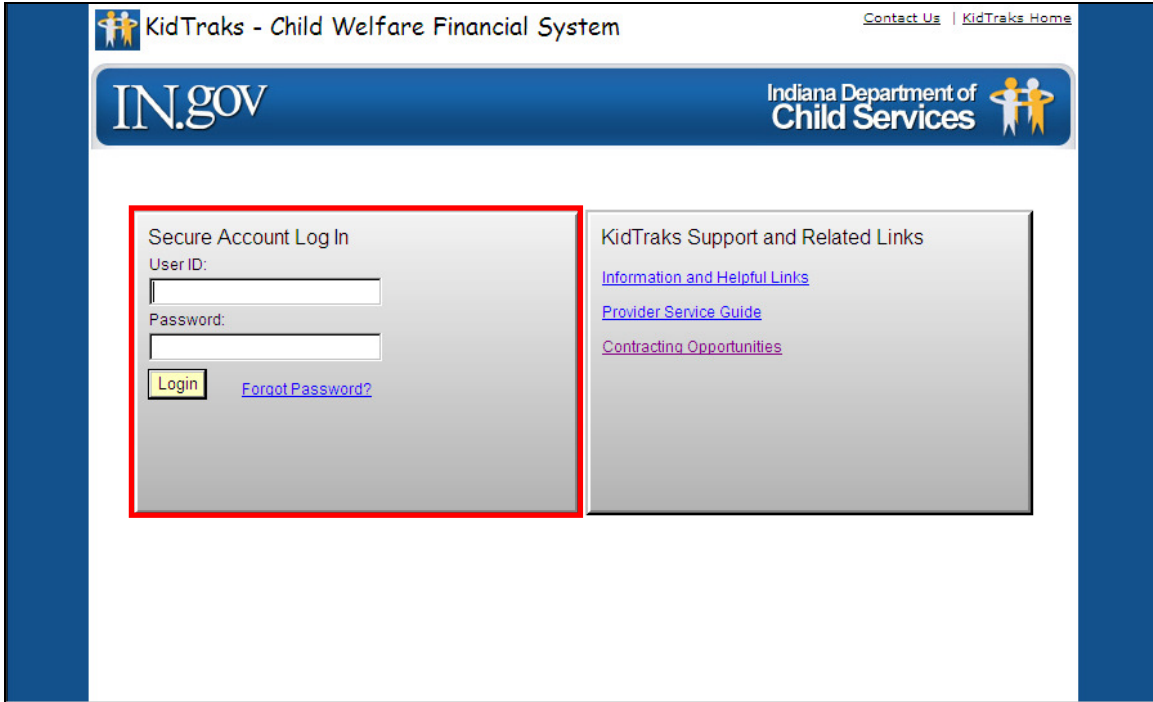 KidTraks - Child Welfare Financial System
Contact Us | KidTraks Home
IN.gov
Indiana Department of
Child Services
Secure Account Log In
User ID:
Password:
Login
Forgot Password?
KidTraks Support and Related Links
Information and Helpful Links
Provider Service Guide
Contracting Opportunities